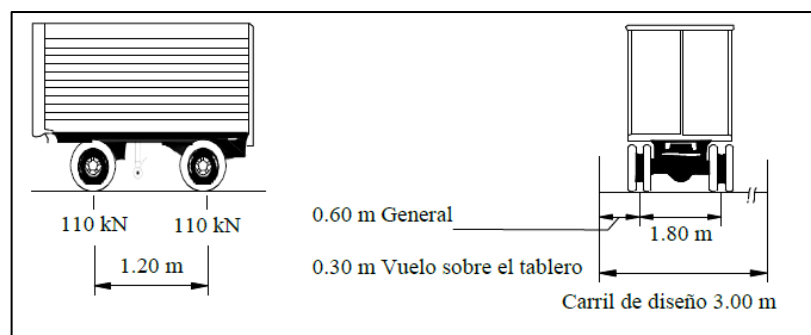 110 kN
110 kN
1.20 m
0.60 m General
1.80 m
0.30 m Vuelo sobre el tablero
Carril de diseño 3.00 m